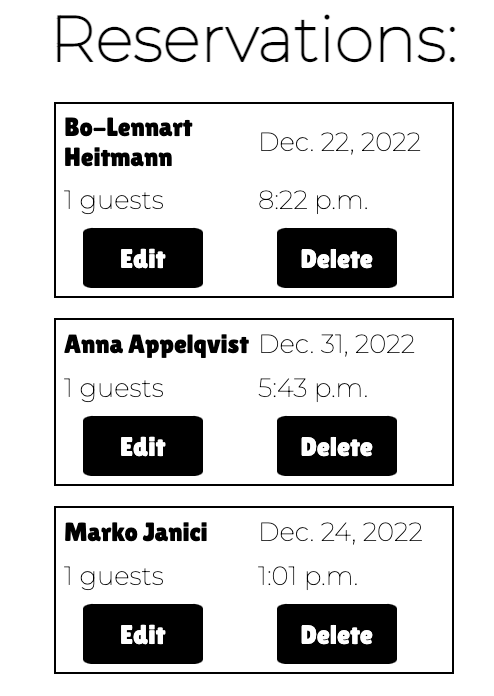 Reservations:
Bo-Lennart
Heitmann
Dec. 22, 2022
1 guests
8:22 p.m.
Edit
Delete
Anna Appelqvist
Dec. 31, 2022
1 guests
5:43 p.m.
Edit
Delete
Marko Janici
Dec. 24, 2022
1 guests
1:01 p.m.
Edit
Delete